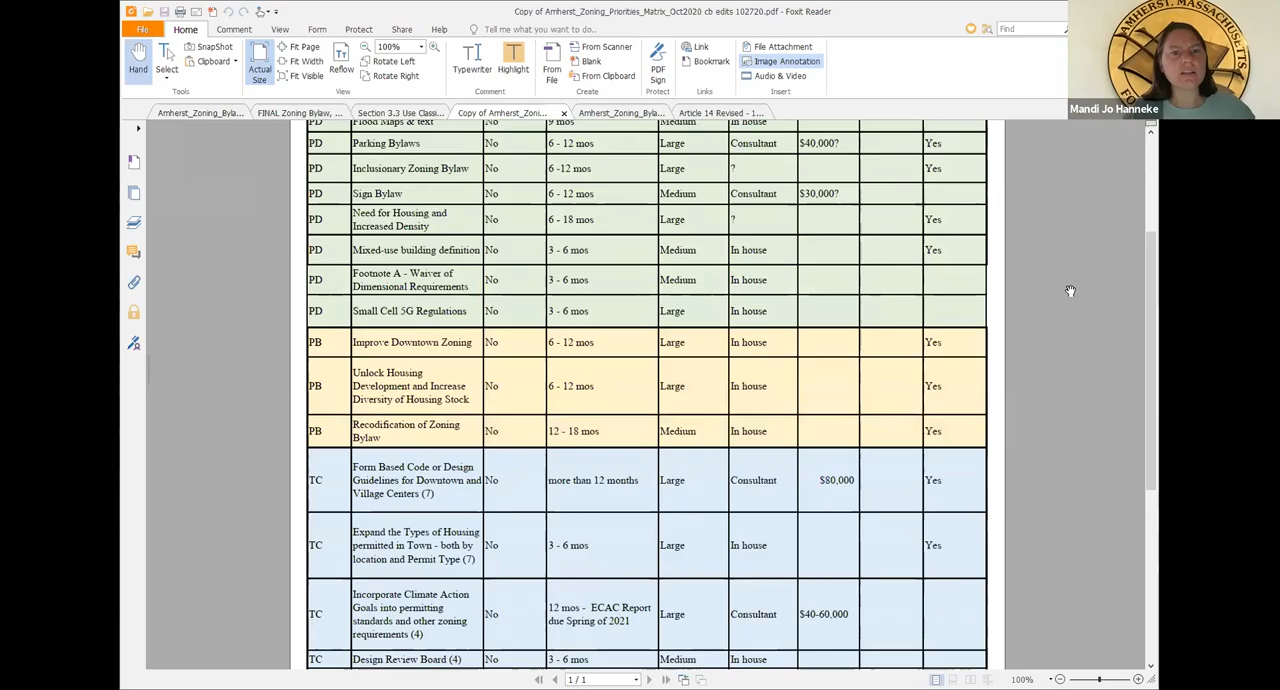 Copy of Amherst_Zoning_Priorities_Matrix_Oct2020 cb edits 102720.pdf - Foxit Reader
File Home Comment View Form Protect Share Help Tell me what you want to do.. Find
Hand Select SnapShot Clipboard Actual Size Fit Page Fit Width Fit Visible Reflow 100% Rotate Left Rotate Right Typewriter Highlight From File From Scanner Blank From Clipboard PDF Sign Link Bookmark File Attachment Image Annotation Audio & Video
Tools View Comment Create Protect Links Insert
AMHERST, MASSACHUSETTS
Mandi Jo Hanneke
Amherst_Zoning_Byla... FINAL Zoning Bylaw, ... Section 3.3 Use Classi... Copy of Amherst_Zoni... Amherst_Zoning_Byla... Article 14 Revised - 1...
PD Flood Maps & text No 9 mos Medium In house
PD Parking Bylaws No 6 - 12 mos Large Consultant $40,000? Yes
PD Inclusionary Zoning Bylaw No 6 -12 mos Large ? Yes
PD Sign Bylaw No 6 - 12 mos Medium Consultant $30,000?
PD Need for Housing and Increased Density No 6 - 18 mos Large ? Yes
PD Mixed-use building definition No 3 - 6 mos Medium In house Yes
PD Footnote A - Waiver of Dimensional Requirements No 3 - 6 mos Medium In house
PD Small Cell 5G Regulations No 3 - 6 mos Large In house
PB Improve Downtown Zoning No 6 - 12 mos Large In house Yes
PB Unlock Housing Development and Increase Diversity of Housing Stock No 6 - 12 mos Large In house Yes
PB Recodification of Zoning Bylaw No 12 - 18 mos Medium In house Yes
TC Form Based Code or Design Guidelines for Downtown and Village Centers (7) No more than 12 months Large Consultant $80,000 Yes
TC Expand the Types of Housing permitted in Town - both by location and Permit Type (7) No 3 - 6 mos Large In house Yes
TC Incorporate Climate Action Goals into permitting standards and other zoning requirements (4) No 12 mos - ECAC Report due Spring of 2021 Large Consultant $40-60,000
TC Design Review Board (4) No 3 - 6 mos Medium In house
1 / 1 100%